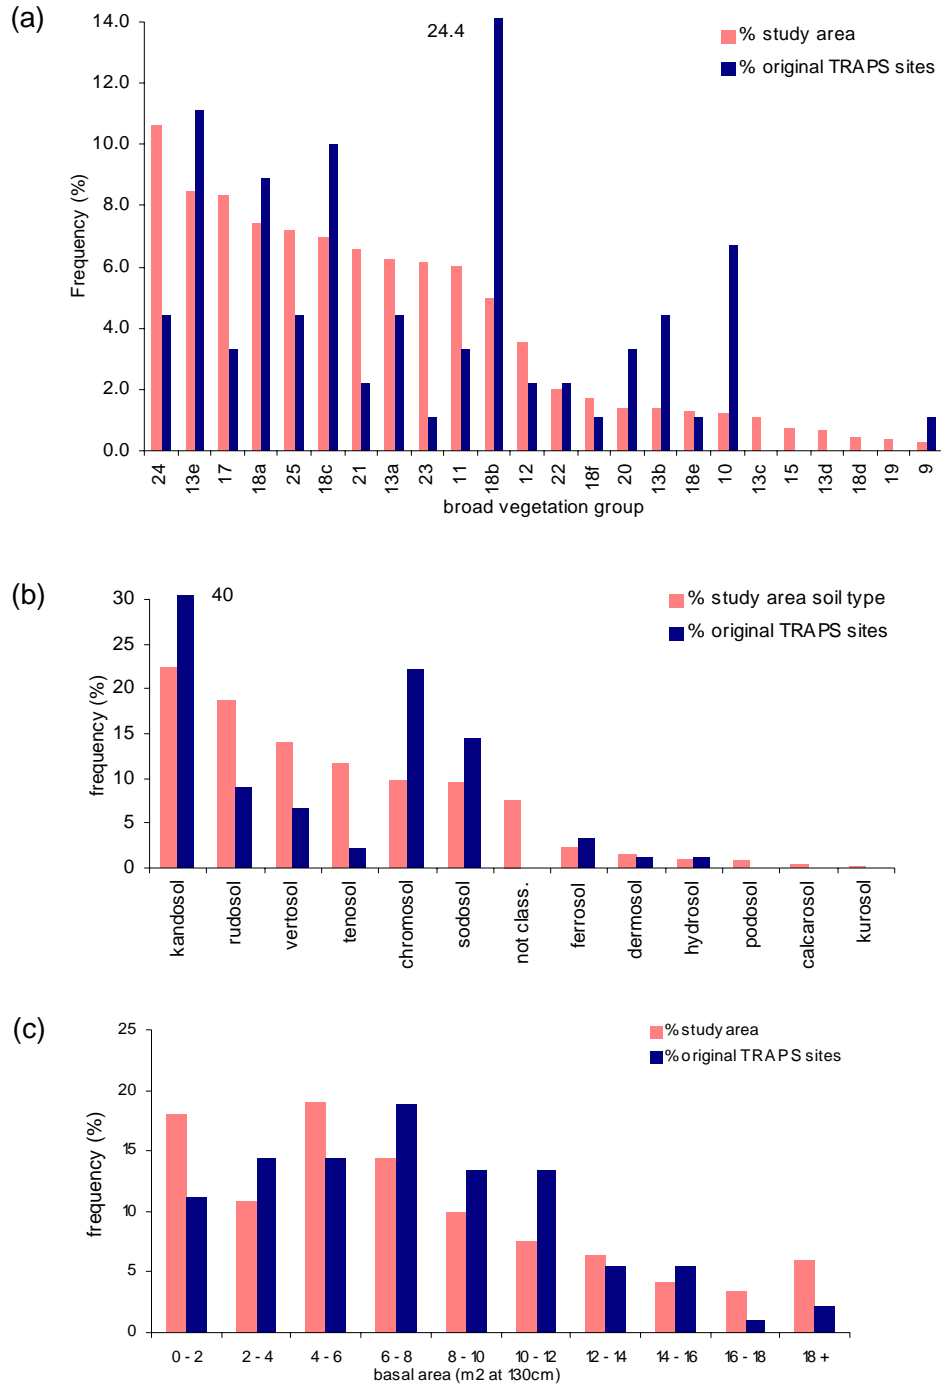 (a)
24.4
% study area
% original TRAPS sites
Frequency (%)
14.0
12.0
10.0
8.0
6.0
4.0
2.0
0.0
24 13e 17 18a 25 18c 21 13a 23 11 18b 12 22 18f 20 13b 18e 10 13c 15 13d 18d 19 9
broad vegetation group
(b)
40
% study area soil type
% original TRAPS sites
frequency (%)
30
25
20
15
10
5
0
kandosol rudosol vertosol tenosol chromosol sodosol not class. ferrosol dermosol hydrosol podosol calcarosol kurosol
(c)
% study area
% original TRAPS sites
frequency (%)
25
20
15
10
5
0
0 - 2 2 - 4 4 - 6 6 - 8 8 - 10 10 - 12 12 - 14 14 - 16 16 - 18 18 +
basal area (m2 at 130cm)